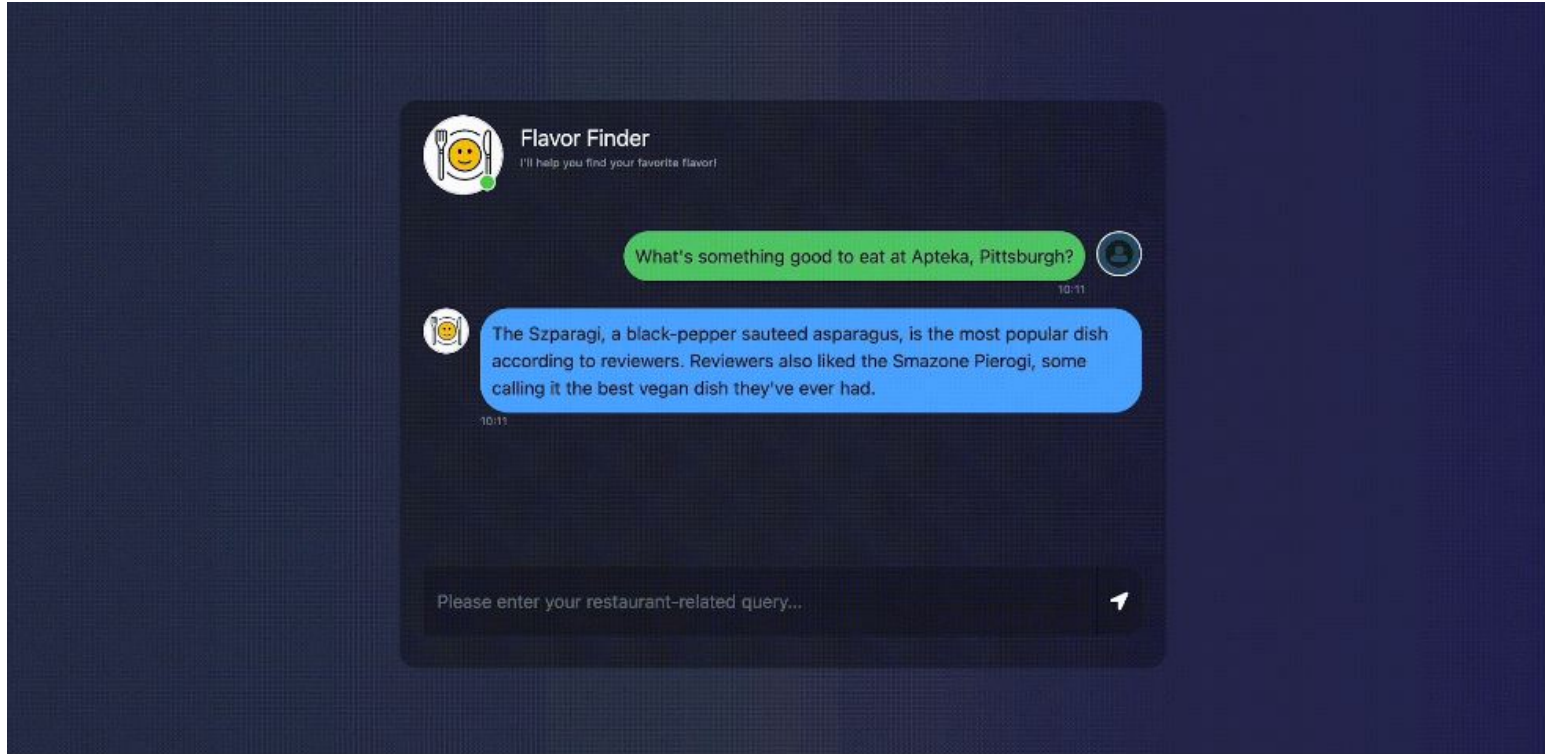 Flavor Finder
I'll help you find your favorite flavor!
What's something good to eat at Apteka, Pittsburgh?
10:11
The Szparagi, a black-pepper sauteed asparagus, is the most popular dish
according to reviewers. Reviewers also liked the Smazone Pierogi, some
calling it the best vegan dish they've ever had.
10:11
Please enter your restaurant-related query...